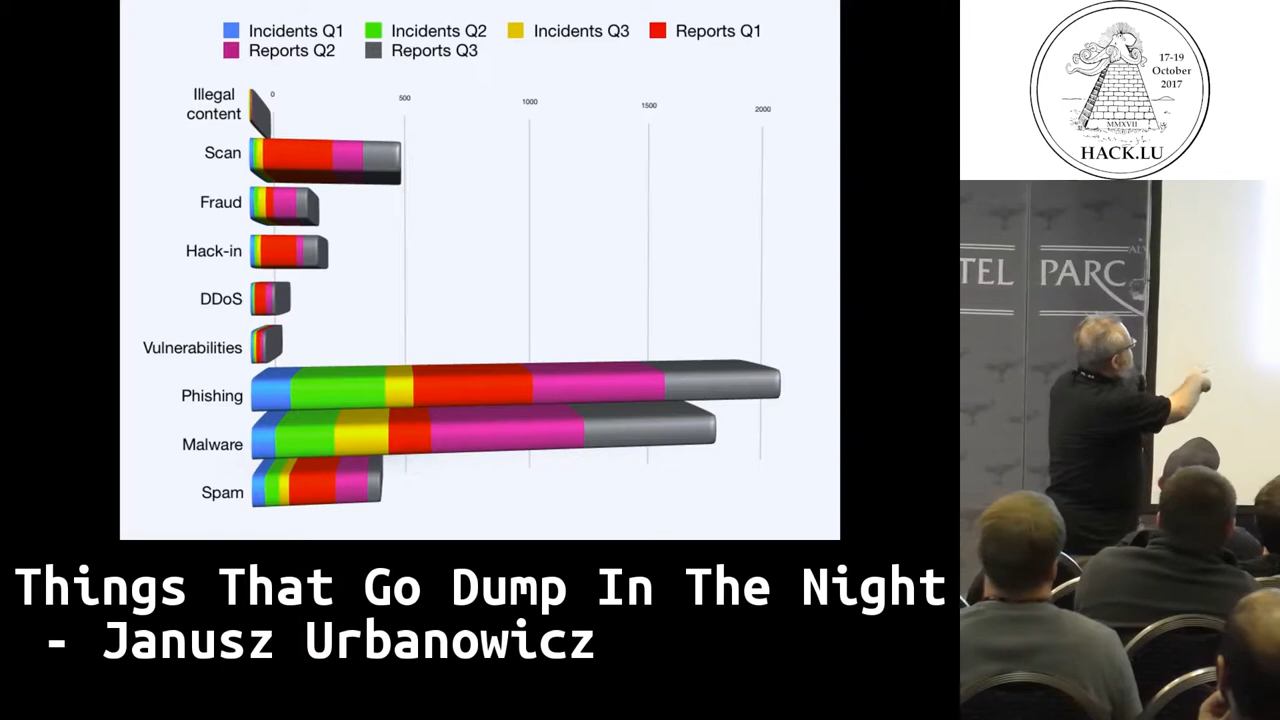 Incidents Q1 Incidents Q2 Incidents Q3 Reports Q1
Reports Q2 Reports Q3
0 500 1000 1500 2000
Illegal
content
Scan
Fraud
Hack-in
DDoS
Vulnerabilities
Phishing
Malware
Spam
Things That Go Dump In The Night
- Janusz Urbanowicz
17-19
October
2017
MMXVII
HACK.LU
TEL PARC